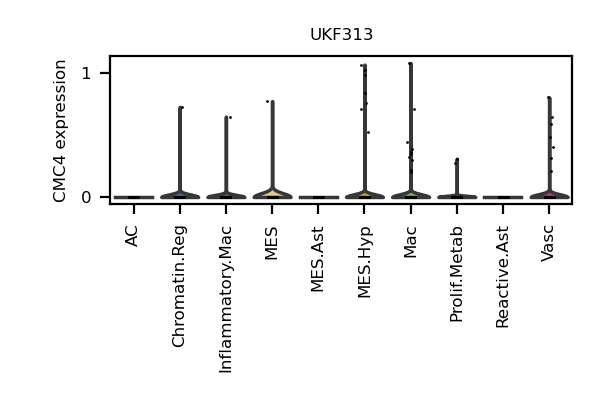 UKF313
CMC4 expression
1
0
AC
Chromatin.Reg
Inflammatory.Mac
MES
MES.Ast
MES.Hyp
Mac
Prolif.Metab
Reactive.Ast
Vasc